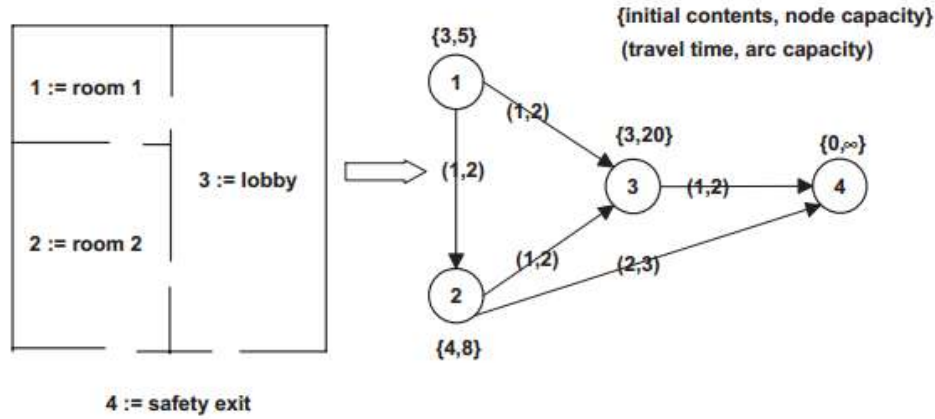 {initial contents, node capacity}
(travel time, arc capacity)
{3,5}
1 := room 1
1
(1,2)
{3,20}
{0,∞}
(1,2)
3 := lobby
3
(1,2)
4
2 := room 2
(1,2)
(2,3)
2
{4,8}
4 := safety exit